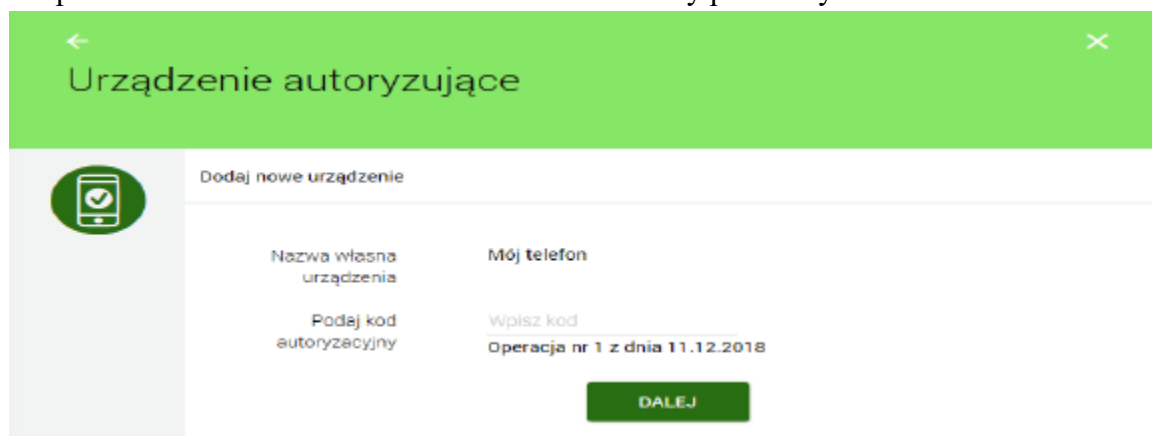 Urządzenie autoryzujące
Dodaj nowe urządzenie
Nazwa własna
urządzenia
Mój telefon
Podaj kod
autoryzacyjny
Wpisz kod
Operacja nr 1 z dnia 11.12.2018
DALEJ